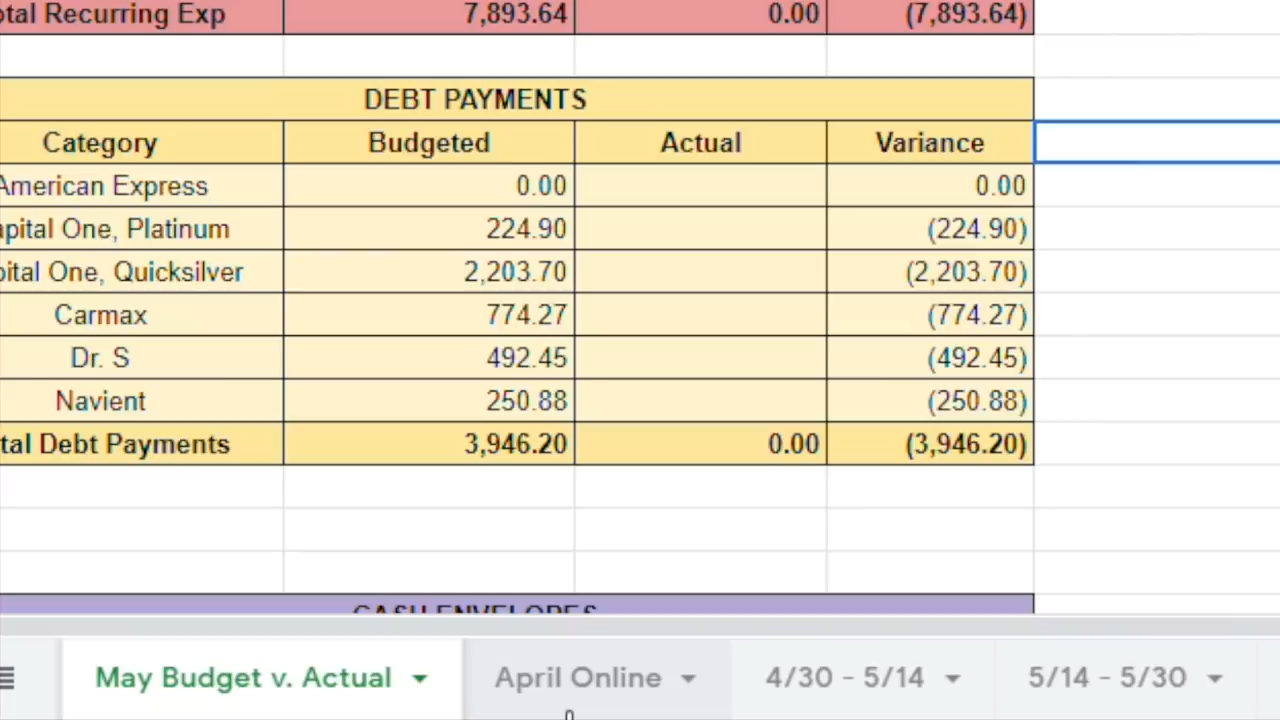 otal Recurring Exp 7,893.64 0.00 (7,893.64)
DEBT PAYMENTS
Category Budgeted Actual Variance
American Express 0.00 0.00
apital One, Platinum 224.90 (224.90)
pital One, Quicksilver 2,203.70 (2,203.70)
Carmax 774.27 (774.27)
Dr. S 492.45 (492.45)
Navient 250.88 (250.88)
tal Debt Payments 3,946.20 0.00 (3,946.20)
CASH ENVELOPES
May Budget v. Actual April Online 4/30 - 5/14 5/14 - 5/30